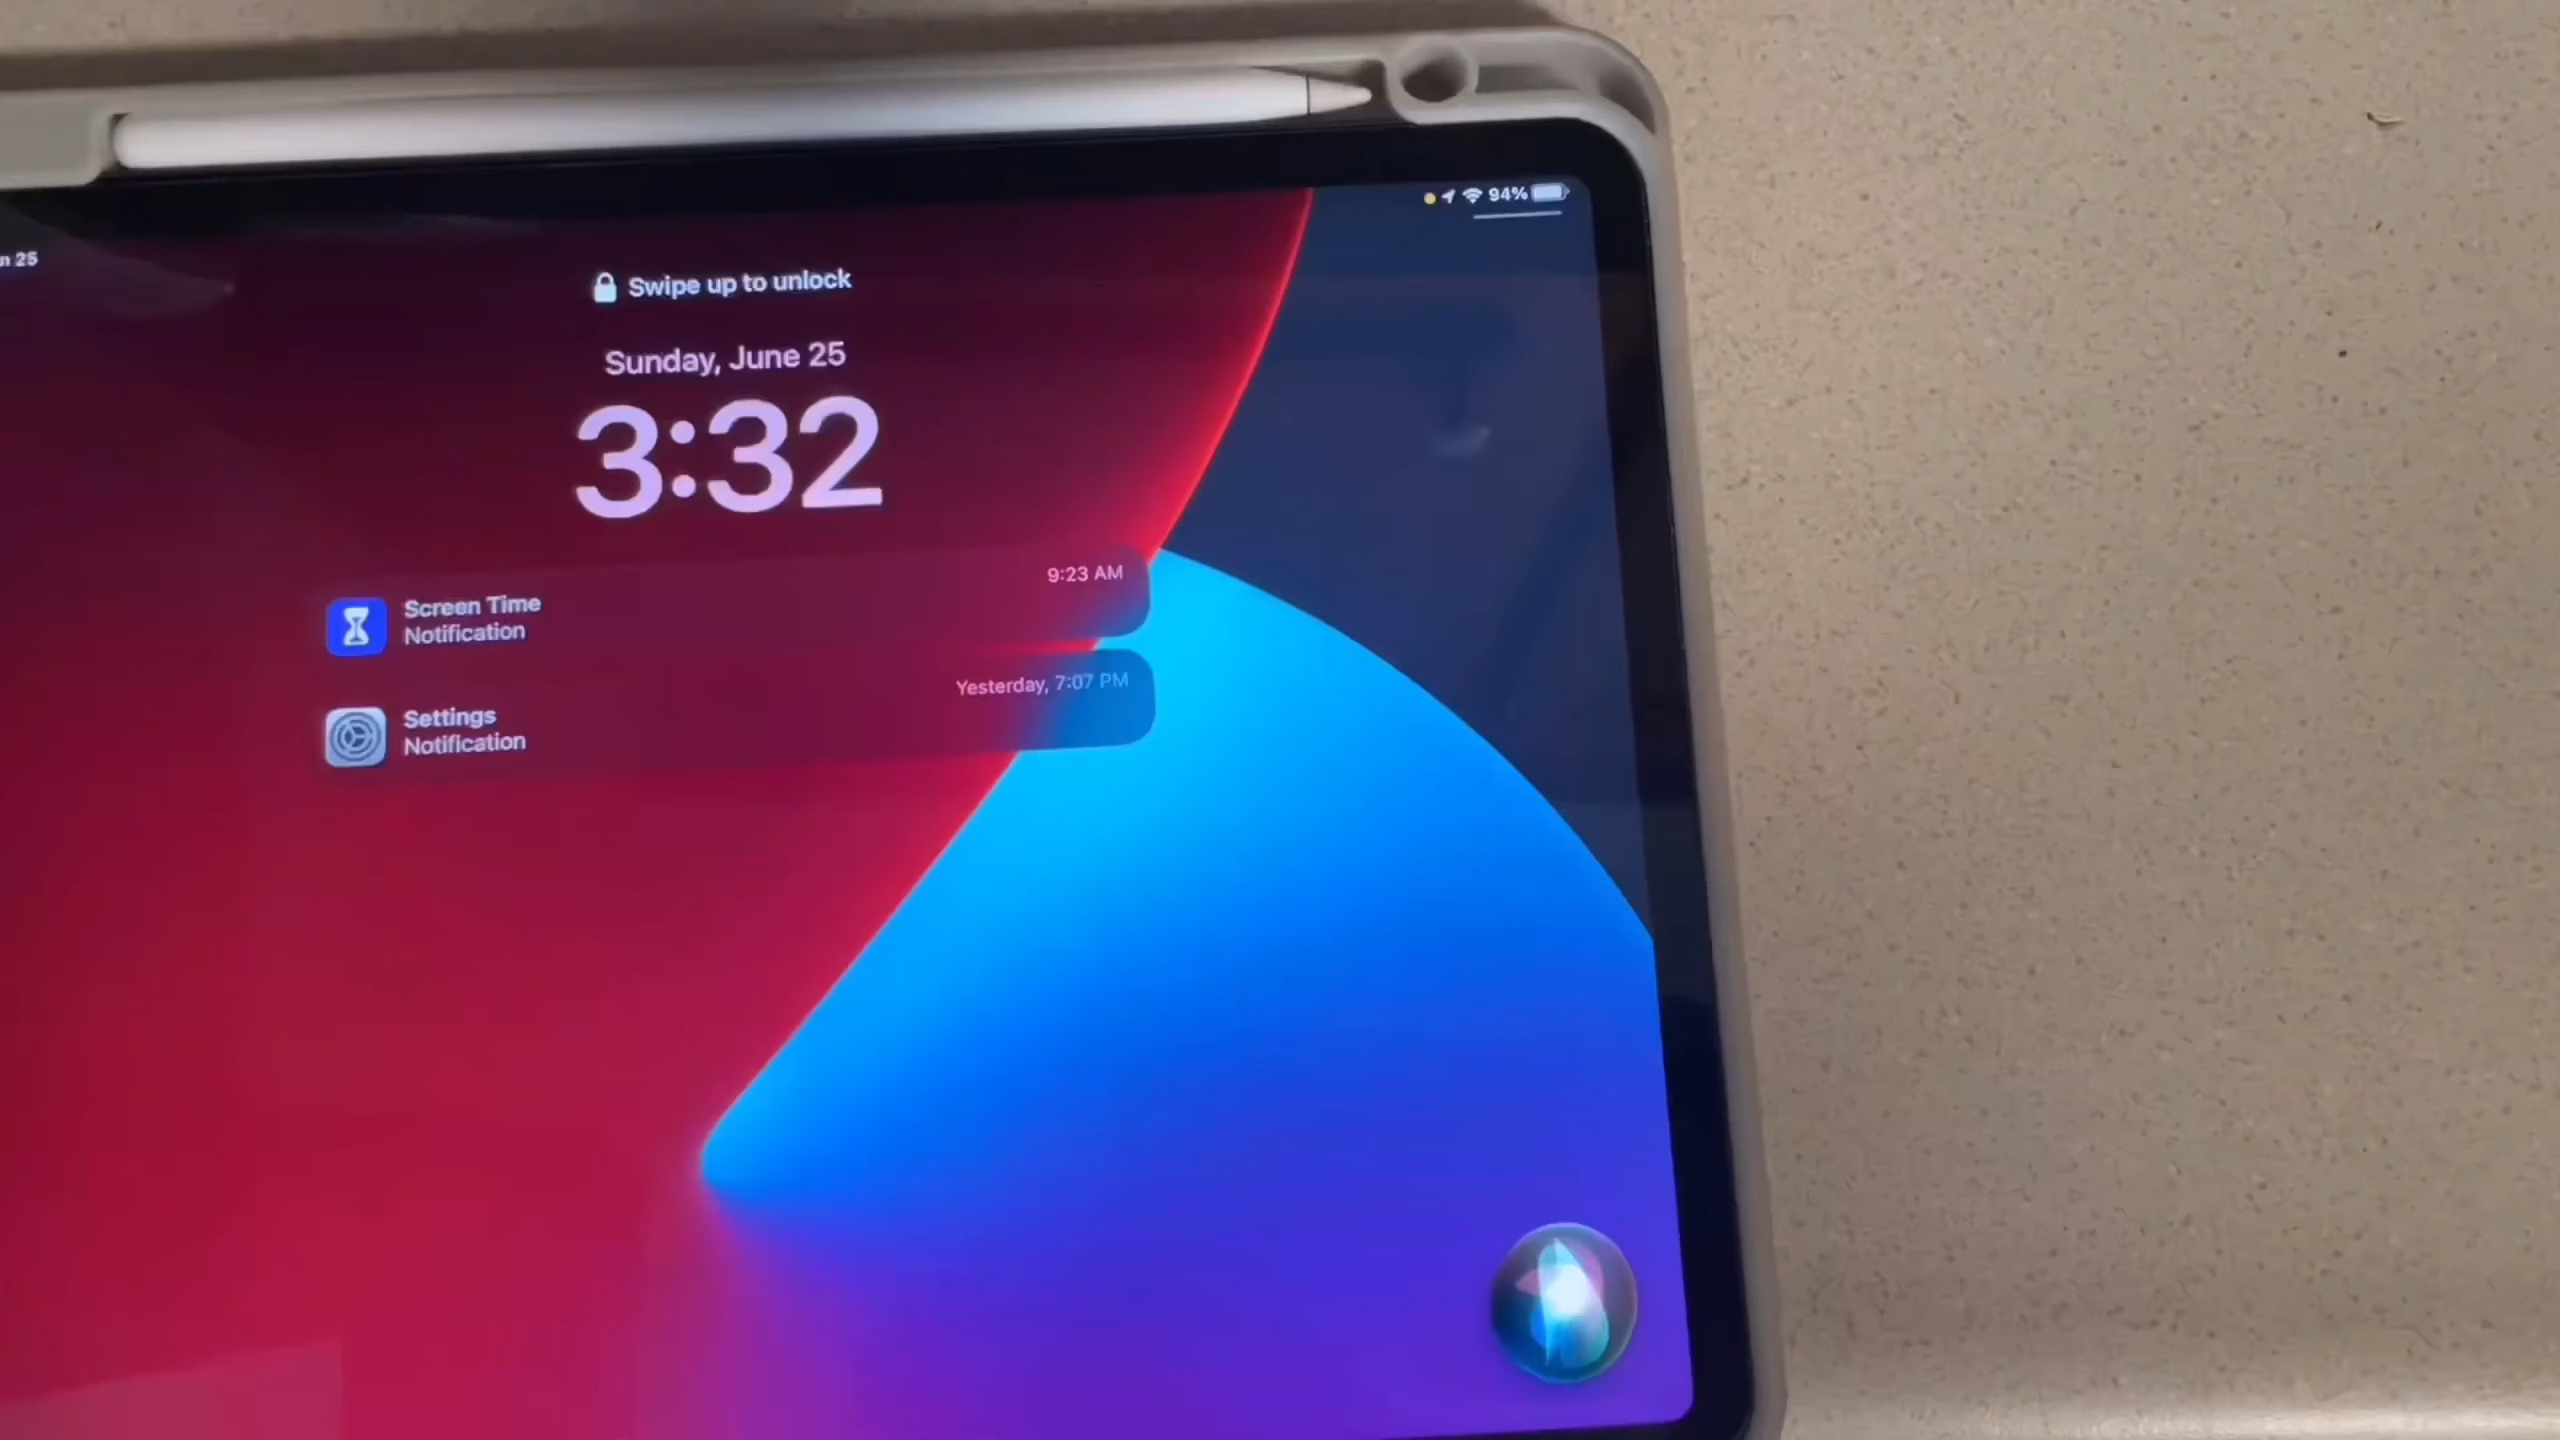 94%
n 25
Swipe up to unlock
Sunday, June 25
3:32
9:23 AM
Screen Time
Notification
Yesterday, 7:07 PM
Settings
Notification